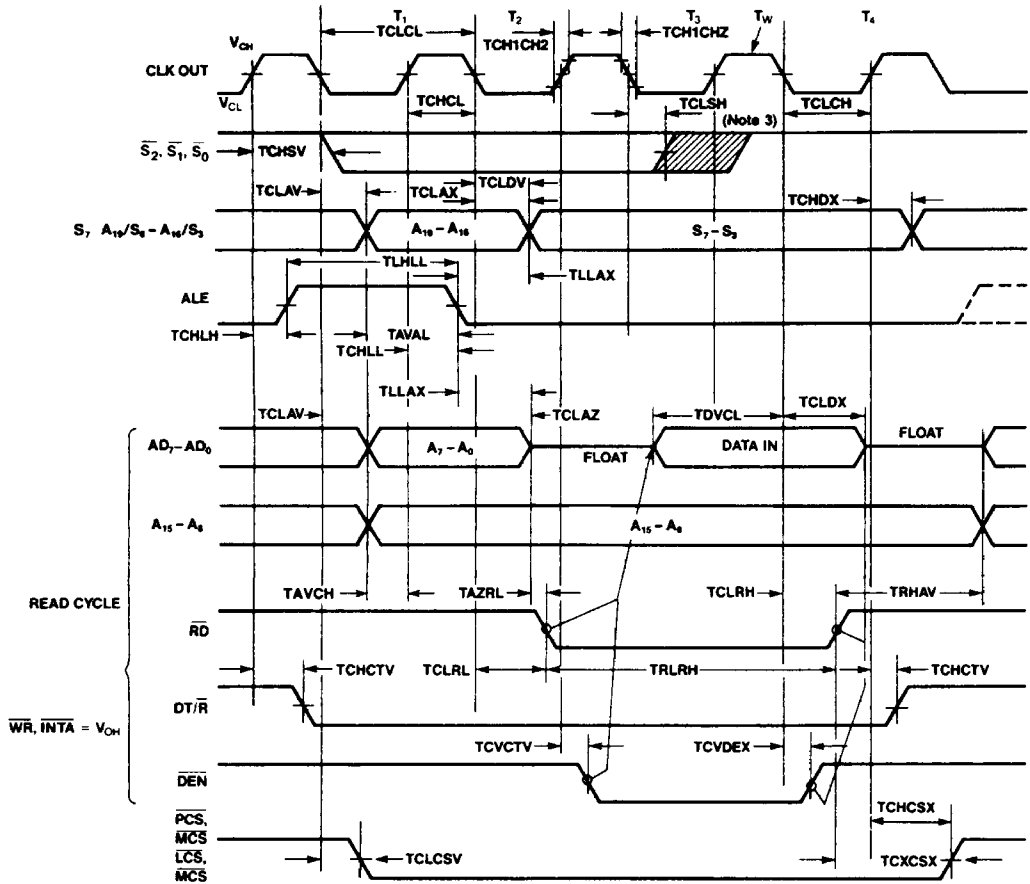 T1 T2 T3 TW T4
TCLCL
TCH1CH2 TCH1CHZ
VCH
CLK OUT
VCL
TCHCL TCLSH TCLCH
(Note 3)
S2, S1, S0
TCHSV
TCLAV TCLAX TCLDV TCHDX
S7 A19/S6 – A16/S3 A19 – A16 S7 – S3
TLHLL TLLAX
ALE
TCHLH TAVAL
TCHLL
TLLAX
TCLAV TCLAZ TDVCL TCLDX
AD7–AD0 A7 – A0 FLOAT DATA IN FLOAT
A15 – A8 A15 – A8
READ CYCLE
TAVCH TAZRL TCLRH TRHAV
RD
TCHCTV TCLRL TRLRH TCHCTV
DT/R
WR, INTA = VOH
TCVCTV TCVDEX
DEN
PCS,
MCS
LCS,
MCS
TCLCSV TCHCSX
TCXCSX